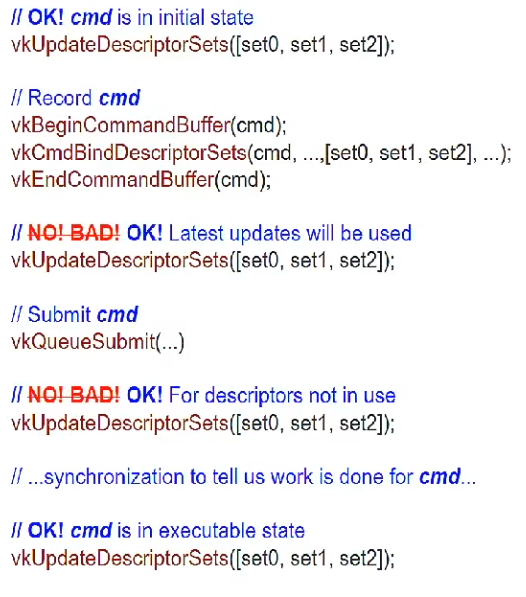 // OK! cmd is in initial state
vkUpdateDescriptorSets([set0, set1, set2]);
// Record cmd
vkBeginCommandBuffer(cmd);
vkCmdBindDescriptorSets(cmd, ...,[set0, set1, set2], ...);
vkEndCommandBuffer(cmd);
// NO! BAD! OK! Latest updates will be used
vkUpdateDescriptorSets([set0, set1, set2]);
// Submit cmd
vkQueueSubmit(...)
// NO! BAD! OK! For descriptors not in use
vkUpdateDescriptorSets([set0, set1, set2]);
// ...synchronization to tell us work is done for cmd...
// OK! cmd is in executable state
vkUpdateDescriptorSets([set0, set1, set2]);